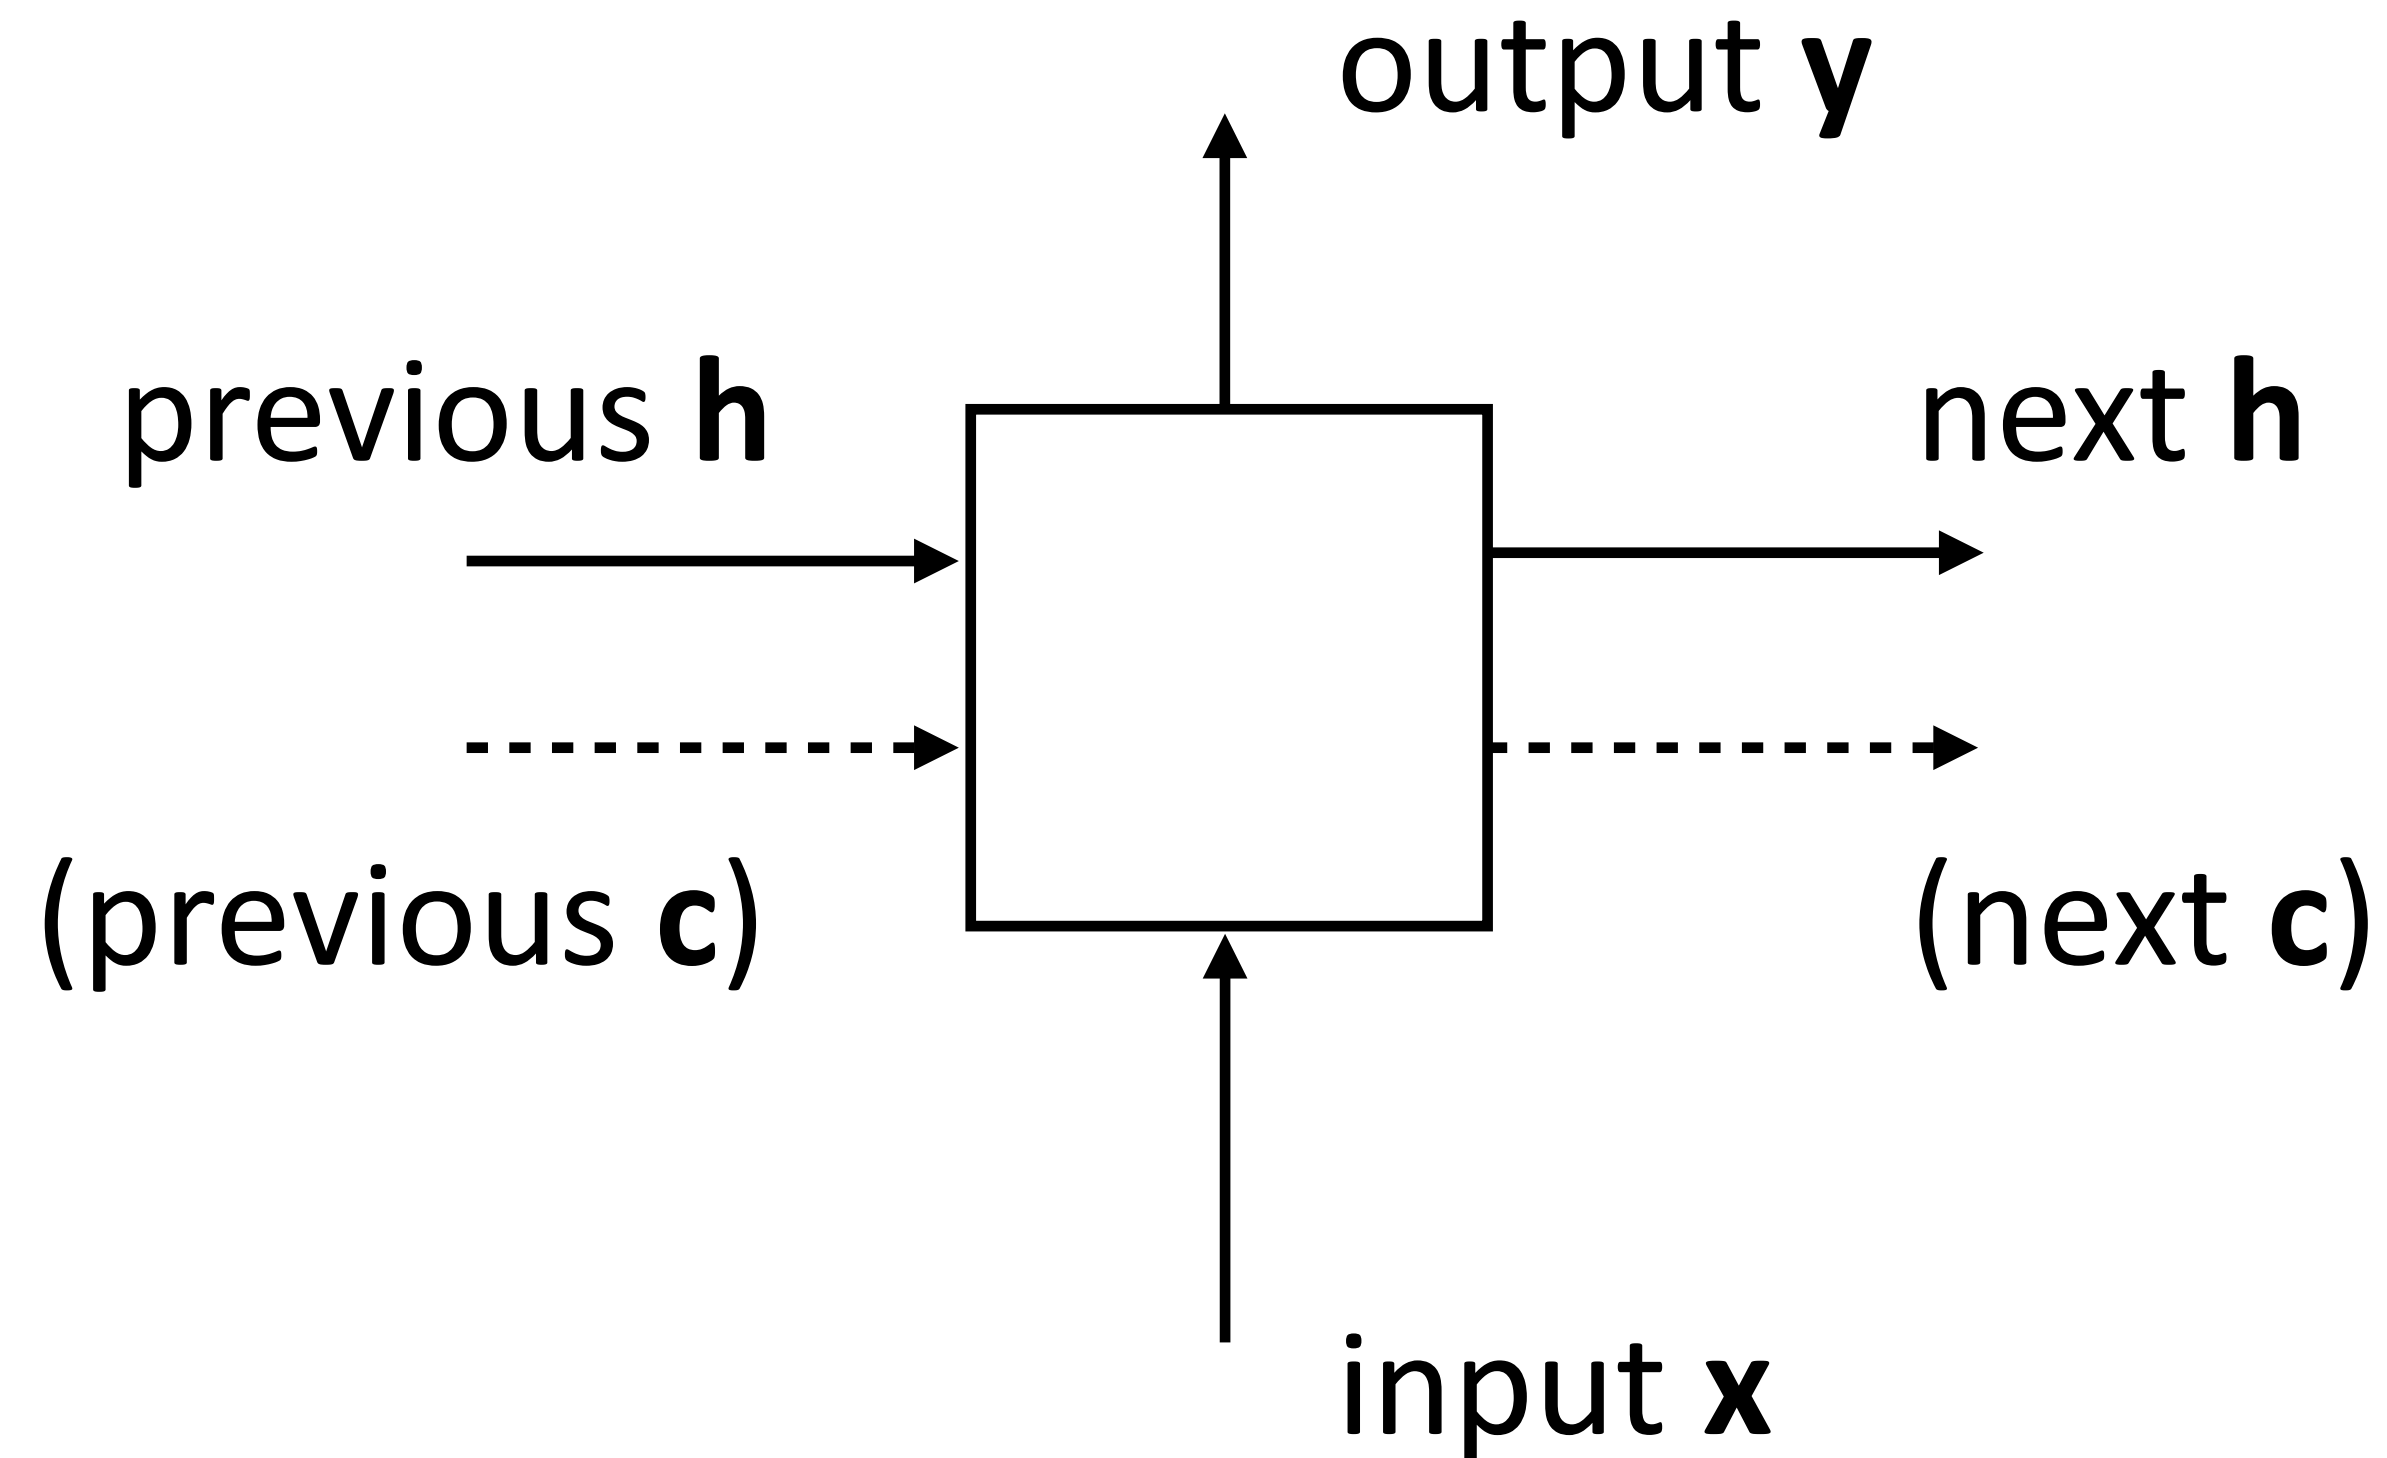 output y
previous h
next h
(previous c)
(next c)
input x